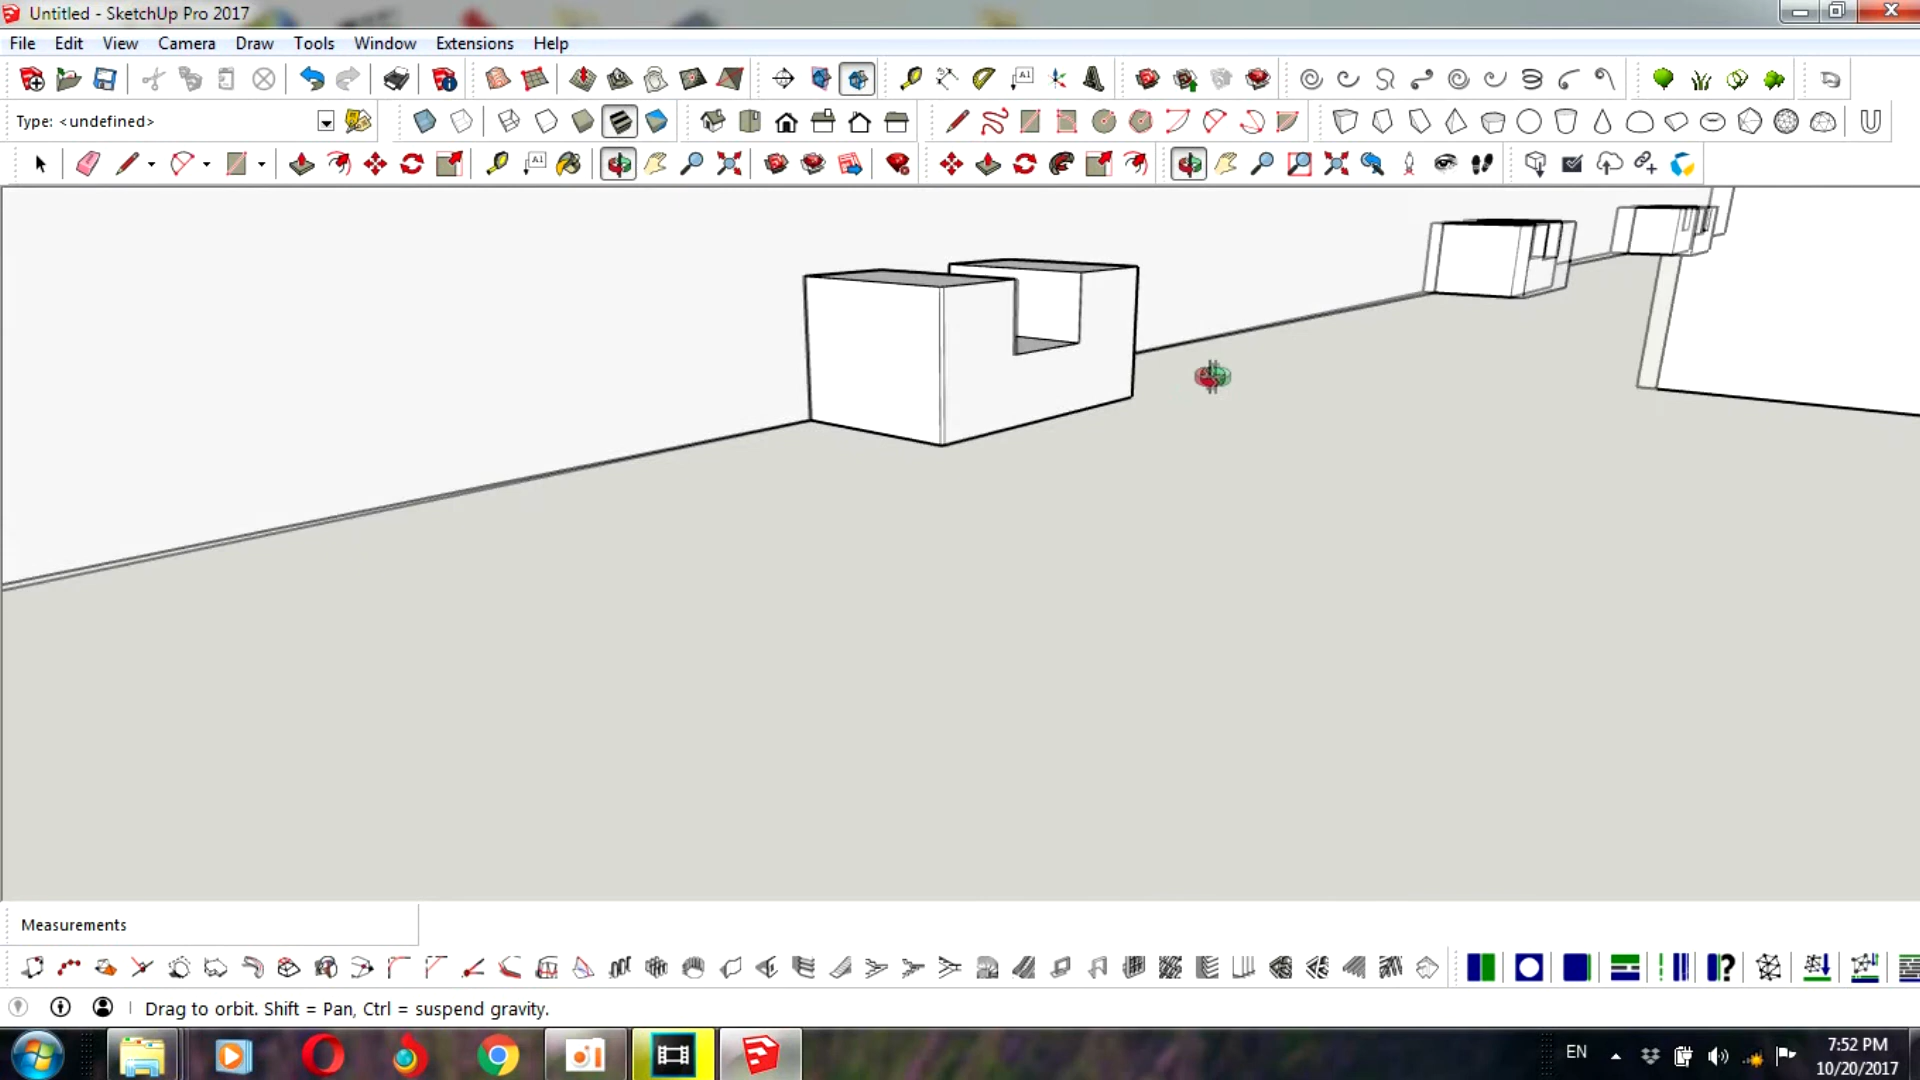 Untitled - SketchUp Pro 2017
File Edit View Camera Draw Tools Window Extensions Help
Type: <undefined>
Measurements
Drag to orbit. Shift = Pan, Ctrl = suspend gravity.
EN
7:52 PM
10/20/2017